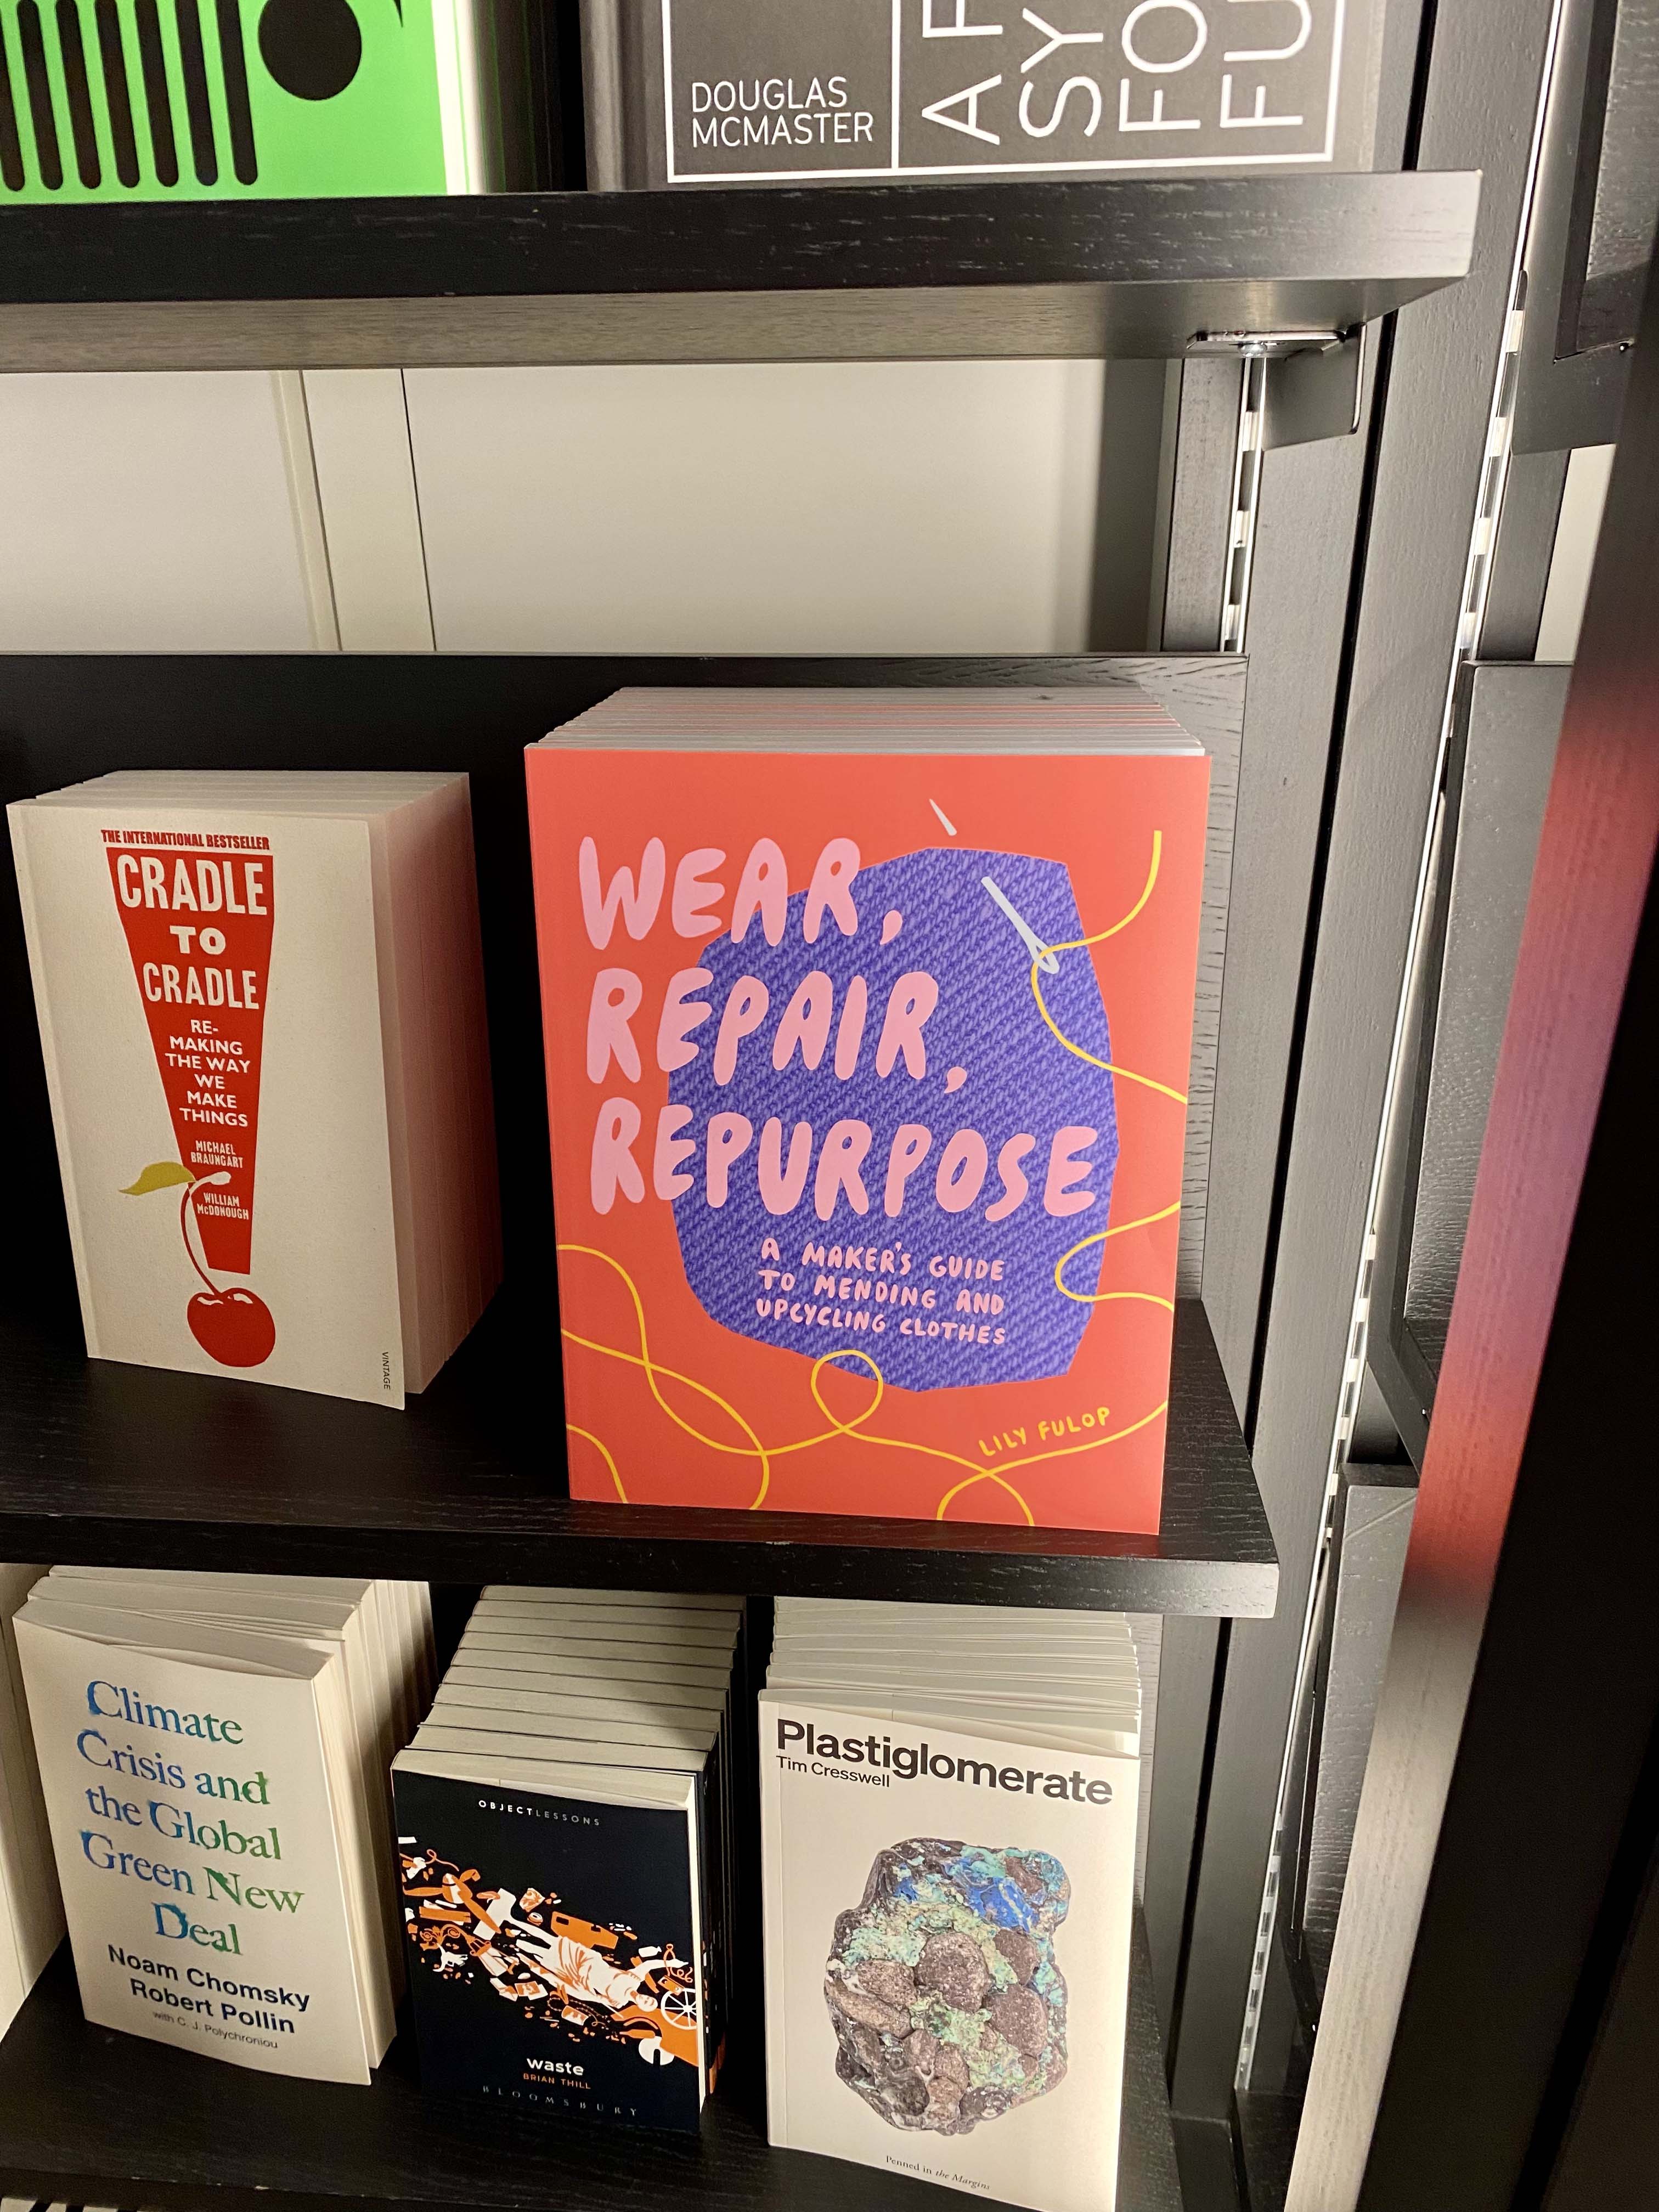 DOUGLAS
MCMASTER
SY
FO
FU
THE INTERNATIONAL BESTSELLER
CRADLE
TO
CRADLE
RE-
MAKING
THE WAY
WE
MAKE
THINGS
MICHAEL
BRAUNGART
WILLIAM
McDONOUGH
VINTAGE
WEAR,
REPAIR,
REPURPOSE
A MAKER'S GUIDE
TO MENDING AND
UPCYCLING CLOTHES
LILY FULOP
Climate
Crisis and
the Global
Green New
Deal
Noam Chomsky
Robert Pollin
with C. J. Polychroniou
OBJECTLESSONS
waste
BRIAN THILL
BLOOMSBURY
Plastiglomerate
Tim Cresswell
Penned in the Margins